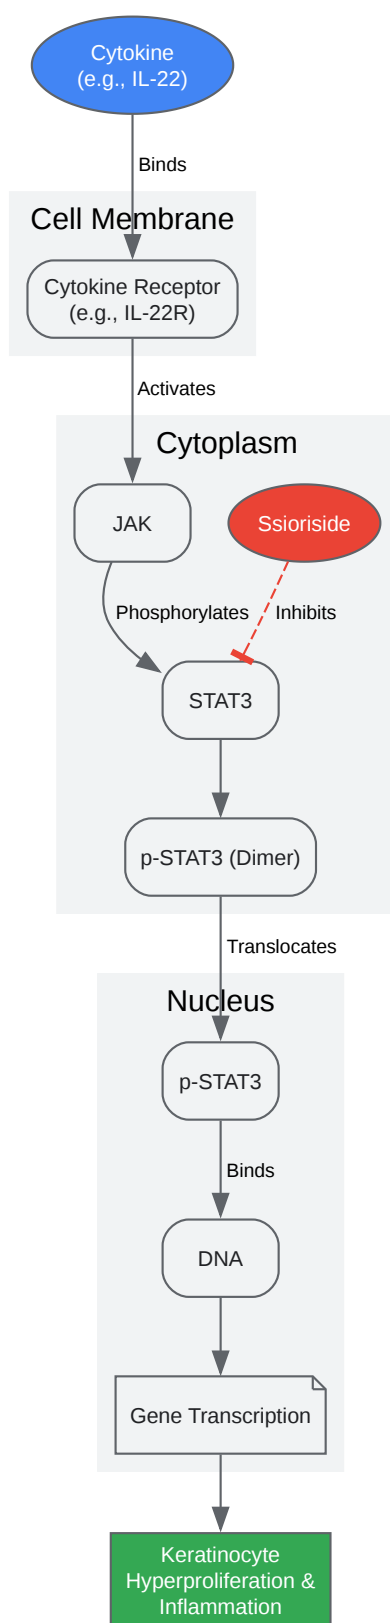 Cytokine
(e.g., IL-22)
Binds
Cell Membrane
Cytokine Receptor
(e.g., IL-22R)
Activates
Cytoplasm
JAK
Ssioriside
Phosphorylates
Inhibits
STAT3
p-STAT3 (Dimer)
Translocates
Nucleus
p-STAT3
Binds
DNA
Gene Transcription
Keratinocyte
Hyperproliferation &
Inflammation